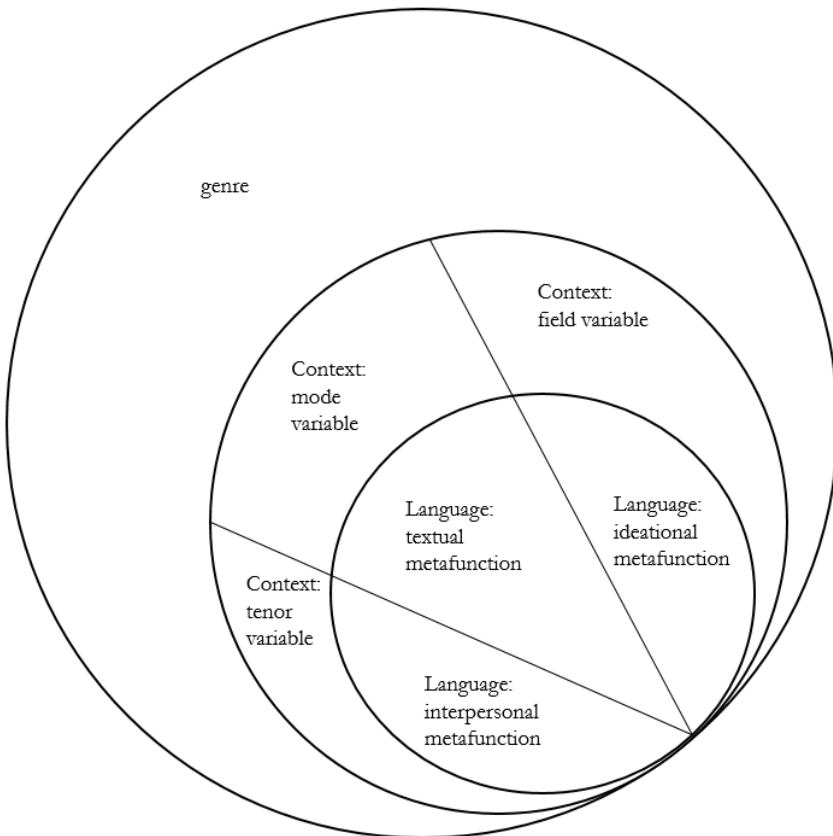 genre
Context:
field variable
Context:
mode
variable
Language:
textual
metafunction
Language:
ideational
metafunction
Context:
tenor
variable
Language:
interpersonal
metafunction